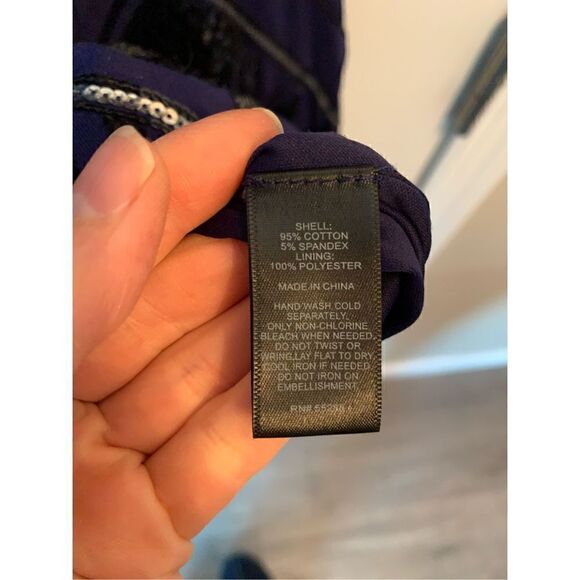 SHELL:
95% COTTON
5% SPANDEX
LINING:
100% POLYESTER
MADE IN CHINA
HAND WASH COLD
SEPARATELY.
ONLY NON-CHLORINE
BLEACH WHEN NEEDED.
DO NOT TWIST OR
WRING,LAY FLAT TO DRY.
COOL IRON IF NEEDED.
DO NOT IRON ON
EMBELLISHMENT.
RN#